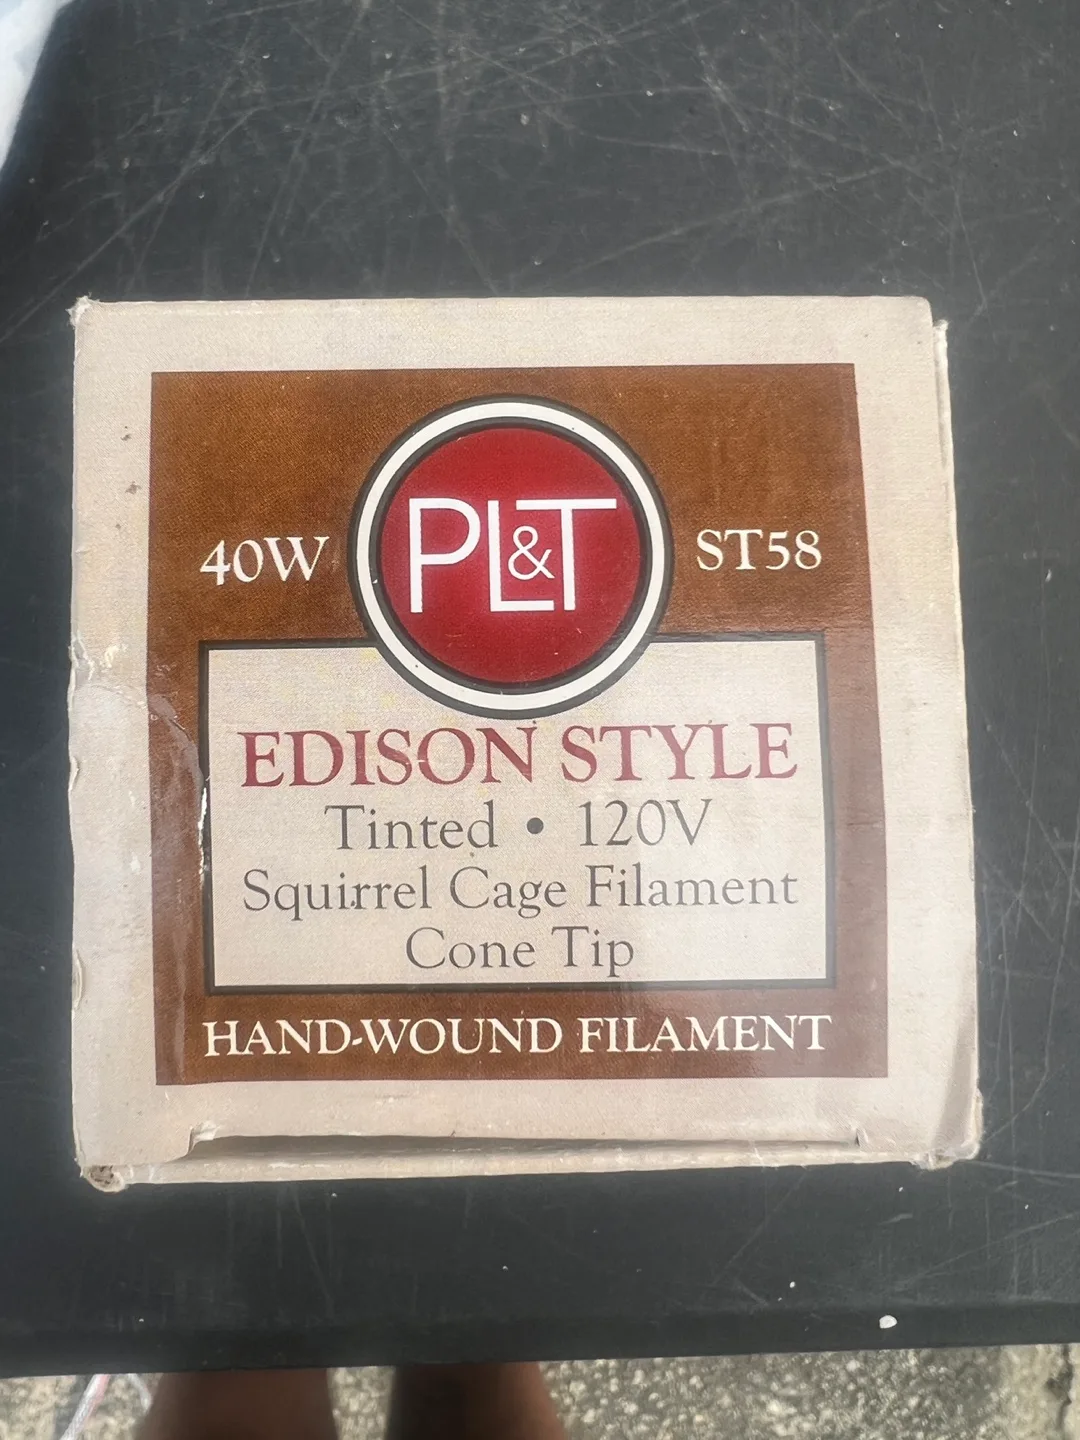 PL&T
40W
ST58
EDISON STYLE
Tinted • 120V
Squirrel Cage Filament
Cone Tip
HAND-WOUND FILAMENT